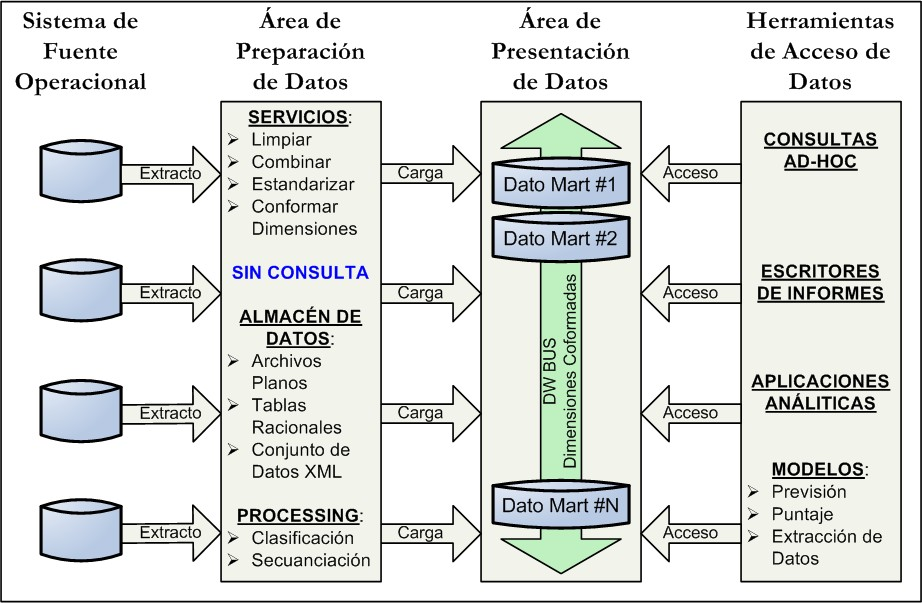 Sistema de
Fuente
Operacional
Área de
Preparación
de Datos
Área de
Presentación
de Datos
Herramientas
de Acceso de
Datos
Extracto
Extracto
Extracto
Extracto
SERVICIOS:
Limpiar
Combinar
Estandarizar
Conformar
Dimensiones
SIN CONSULTA
ALMACÉN DE
DATOS:
Archivos
Planos
Tablas
Racionales
Conjunto de
Datos XML
PROCESSING:
Clasificación
Secuanciación
Carga
Carga
Carga
Carga
Dato Mart #1
Dato Mart #2
DW BUS
Dimensiones Coformadas
Dato Mart #N
Acceso
Acceso
Acceso
Acceso
CONSULTAS
AD-HOC
ESCRITORES
DE INFORMES
APLICACIONES
ANÁLITICAS
MODELOS:
Previsión
Puntaje
Extracción de
Datos